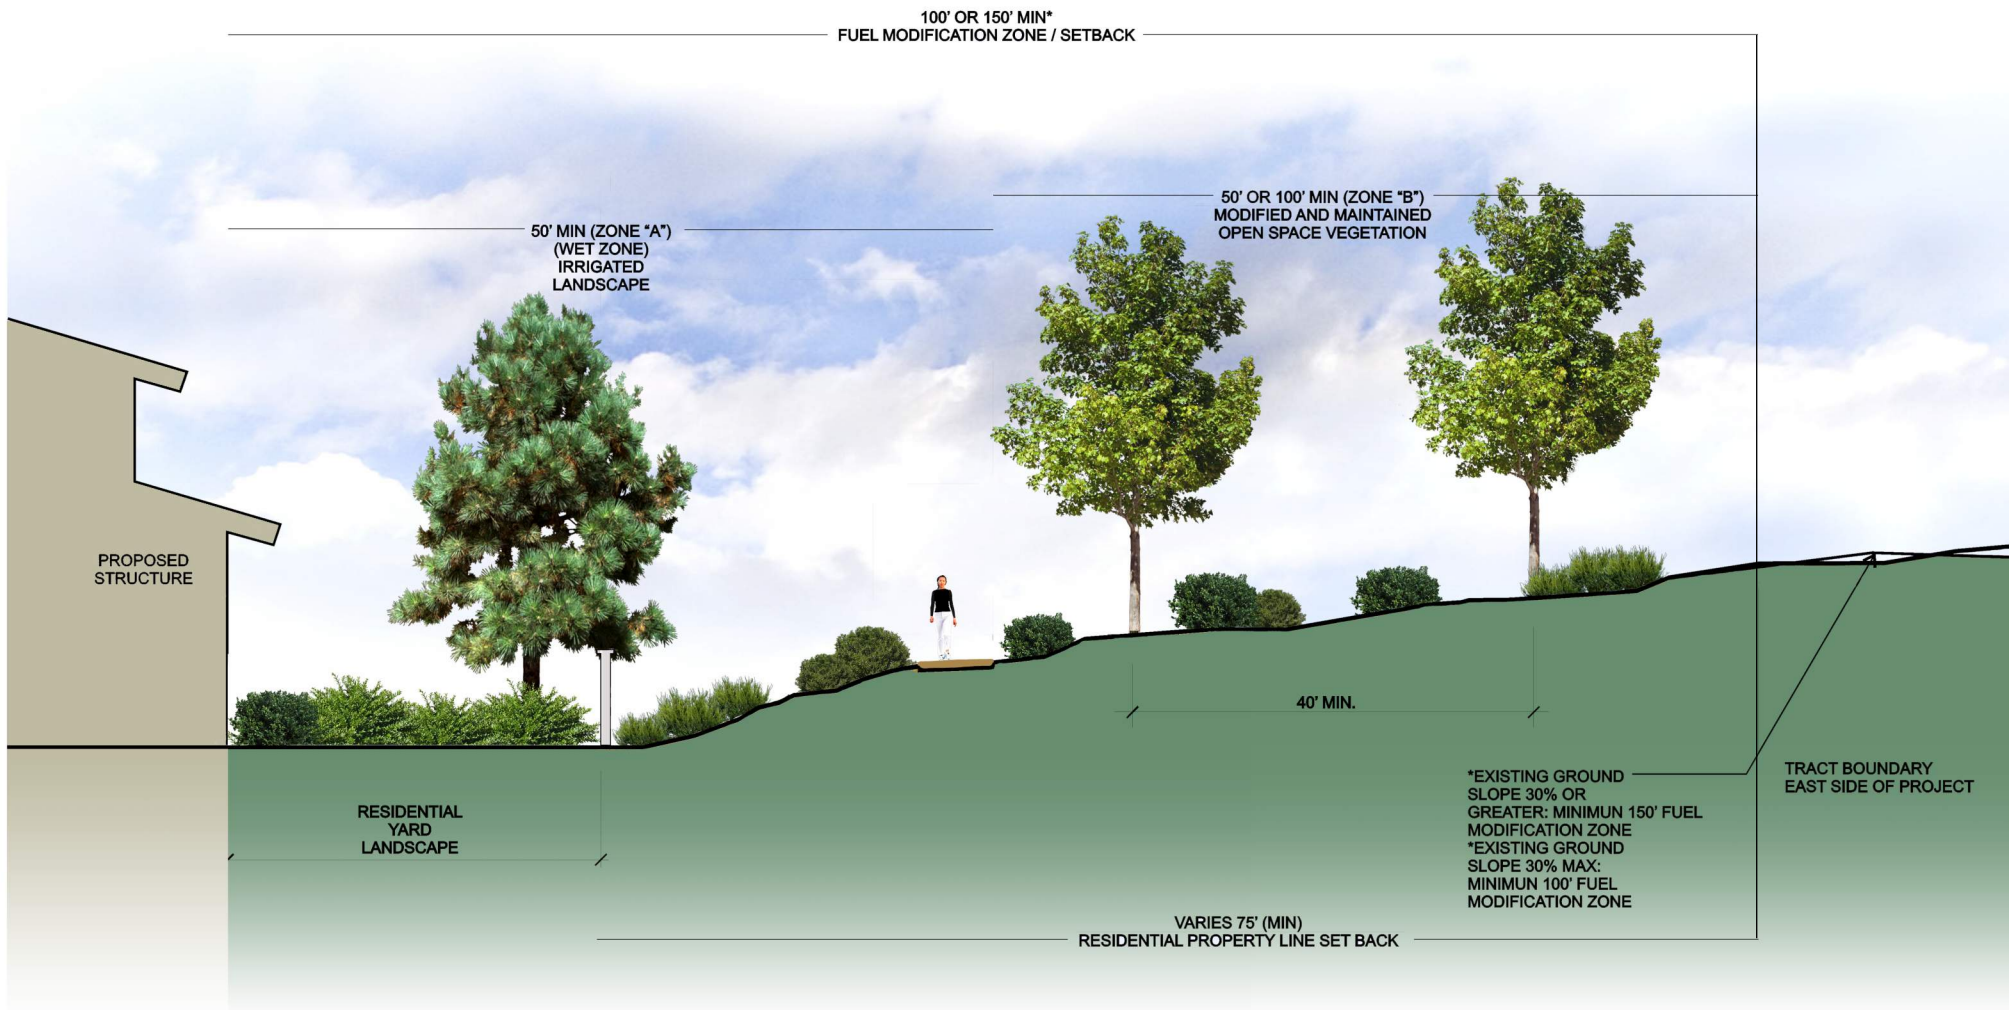 100' OR 150' MIN*
FUEL MODIFICATION ZONE / SETBACK
50' OR 100' MIN (ZONE "B")
MODIFIED AND MAINTAINED
OPEN SPACE VEGETATION
50' MIN (ZONE "A")
(WET ZONE)
IRRIGATED
LANDSCAPE
PROPOSED
STRUCTURE
40' MIN.
*EXISTING GROUND
SLOPE 30% OR
GREATER: MINIMUN 150' FUEL
MODIFICATION ZONE
*EXISTING GROUND
SLOPE 30% MAX:
MINIMUN 100' FUEL
MODIFICATION ZONE
TRACT BOUNDARY
EAST SIDE OF PROJECT
RESIDENTIAL
YARD
LANDSCAPE
VARIES 75' (MIN)
RESIDENTIAL PROPERTY LINE SET BACK